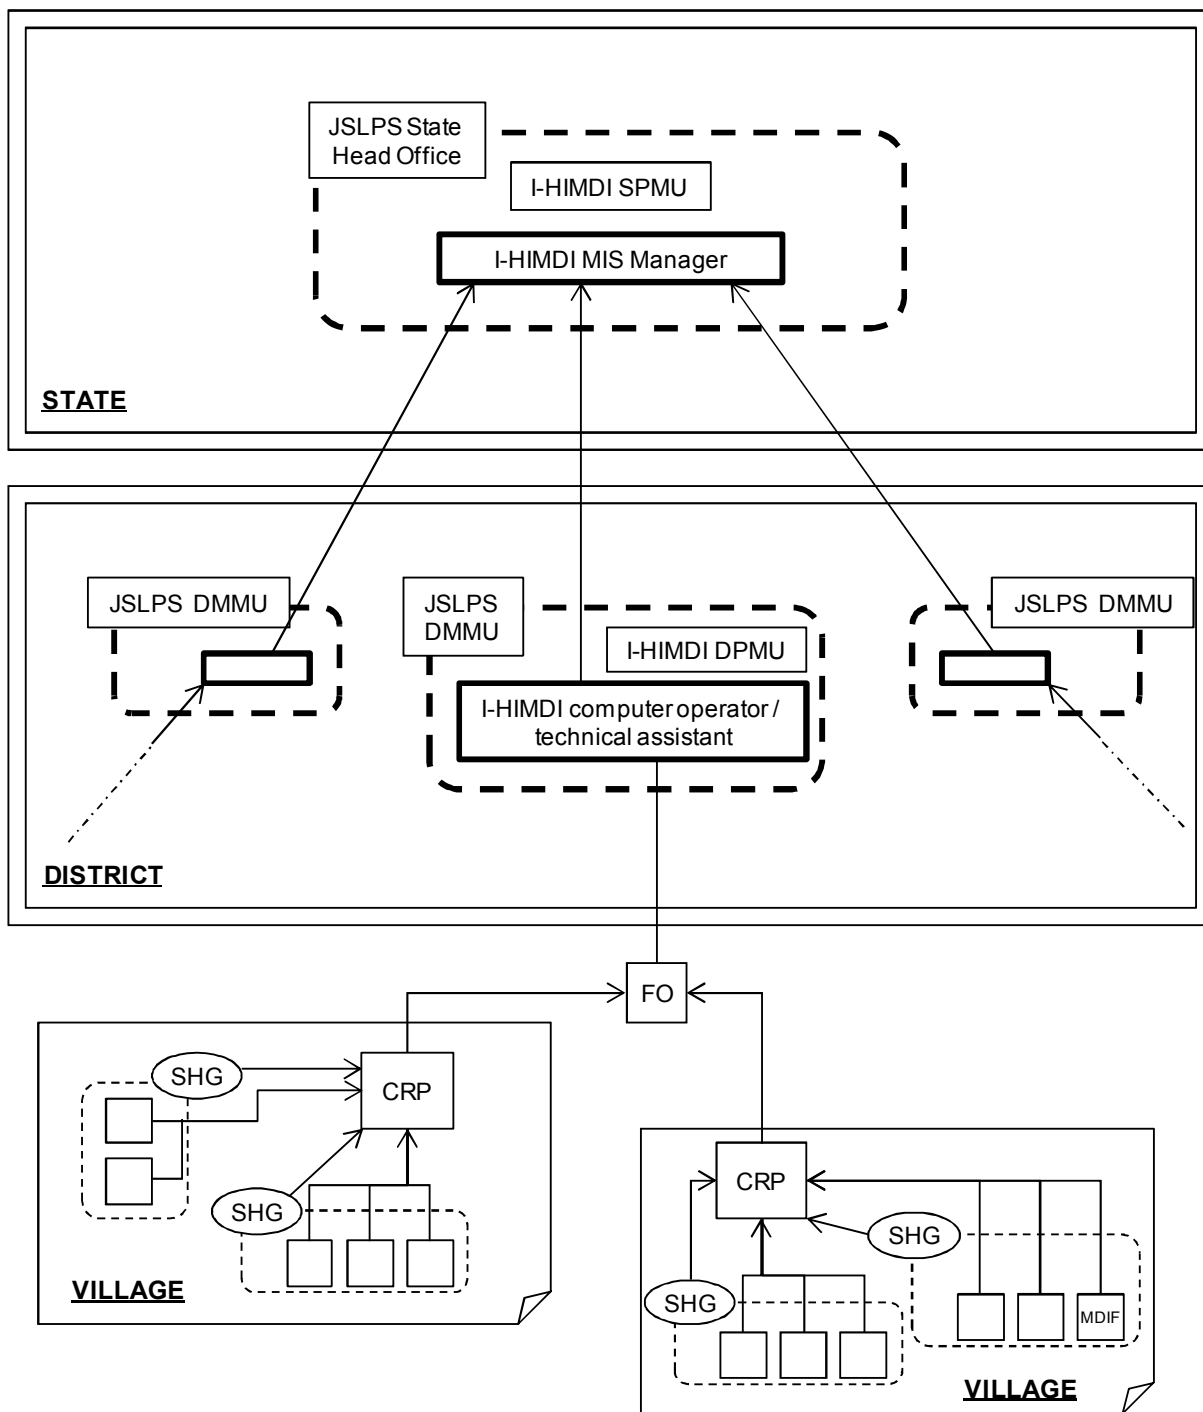 JSLPS State
Head Office
I-HIMDI SPMU
I-HIMDI MIS Manager
STATE
JSLPS DMMU
JSLPS
DMMU
JSLPS DMMU
I-HIMDI DPMU
I-HIMDI computer operator /
technical assistant
DISTRICT
FO
SHG
CRP
SHG
VILLAGE
CRP
SHG
SHG
MDIF
VILLAGE